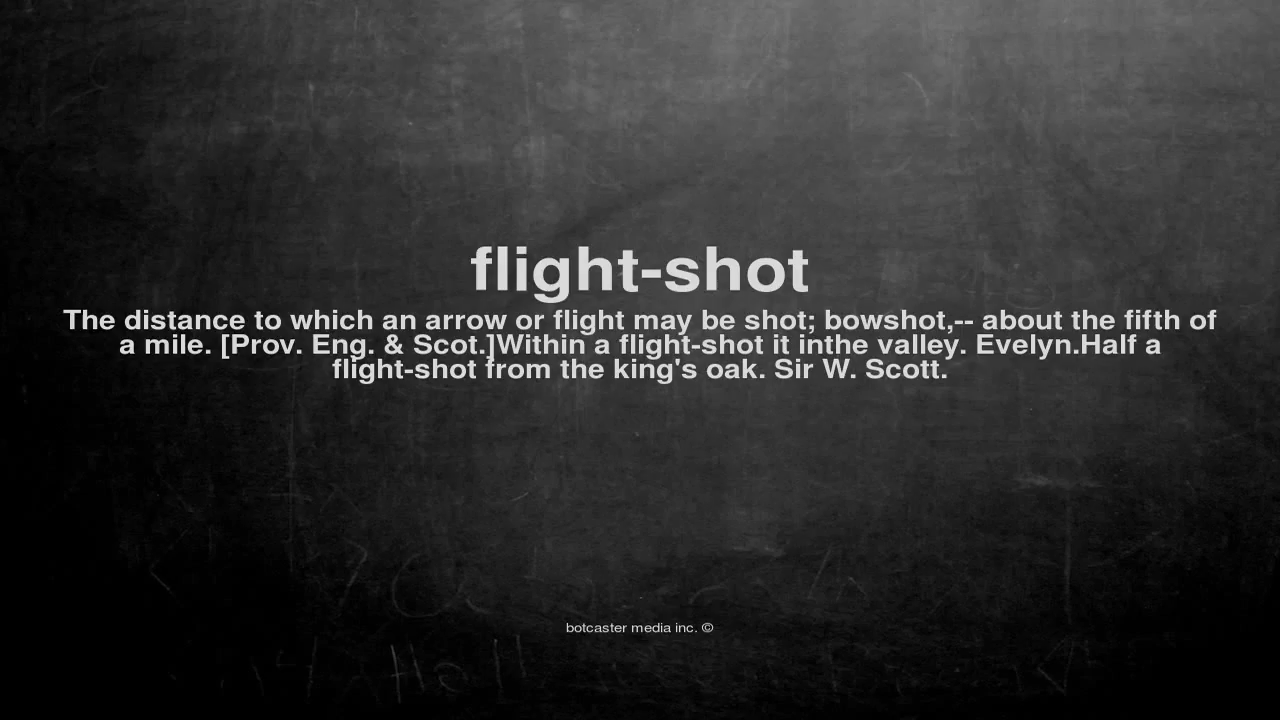 flight-shot
The distance to which an arrow or flight may be shot; bowshot,-- about the fifth of
a mile. [Prov. Eng. & Scot.]Within a flight-shot it inthe valley. Evelyn.Half a
flight-shot from the king's oak. Sir W. Scott.
botcaster media inc. ©